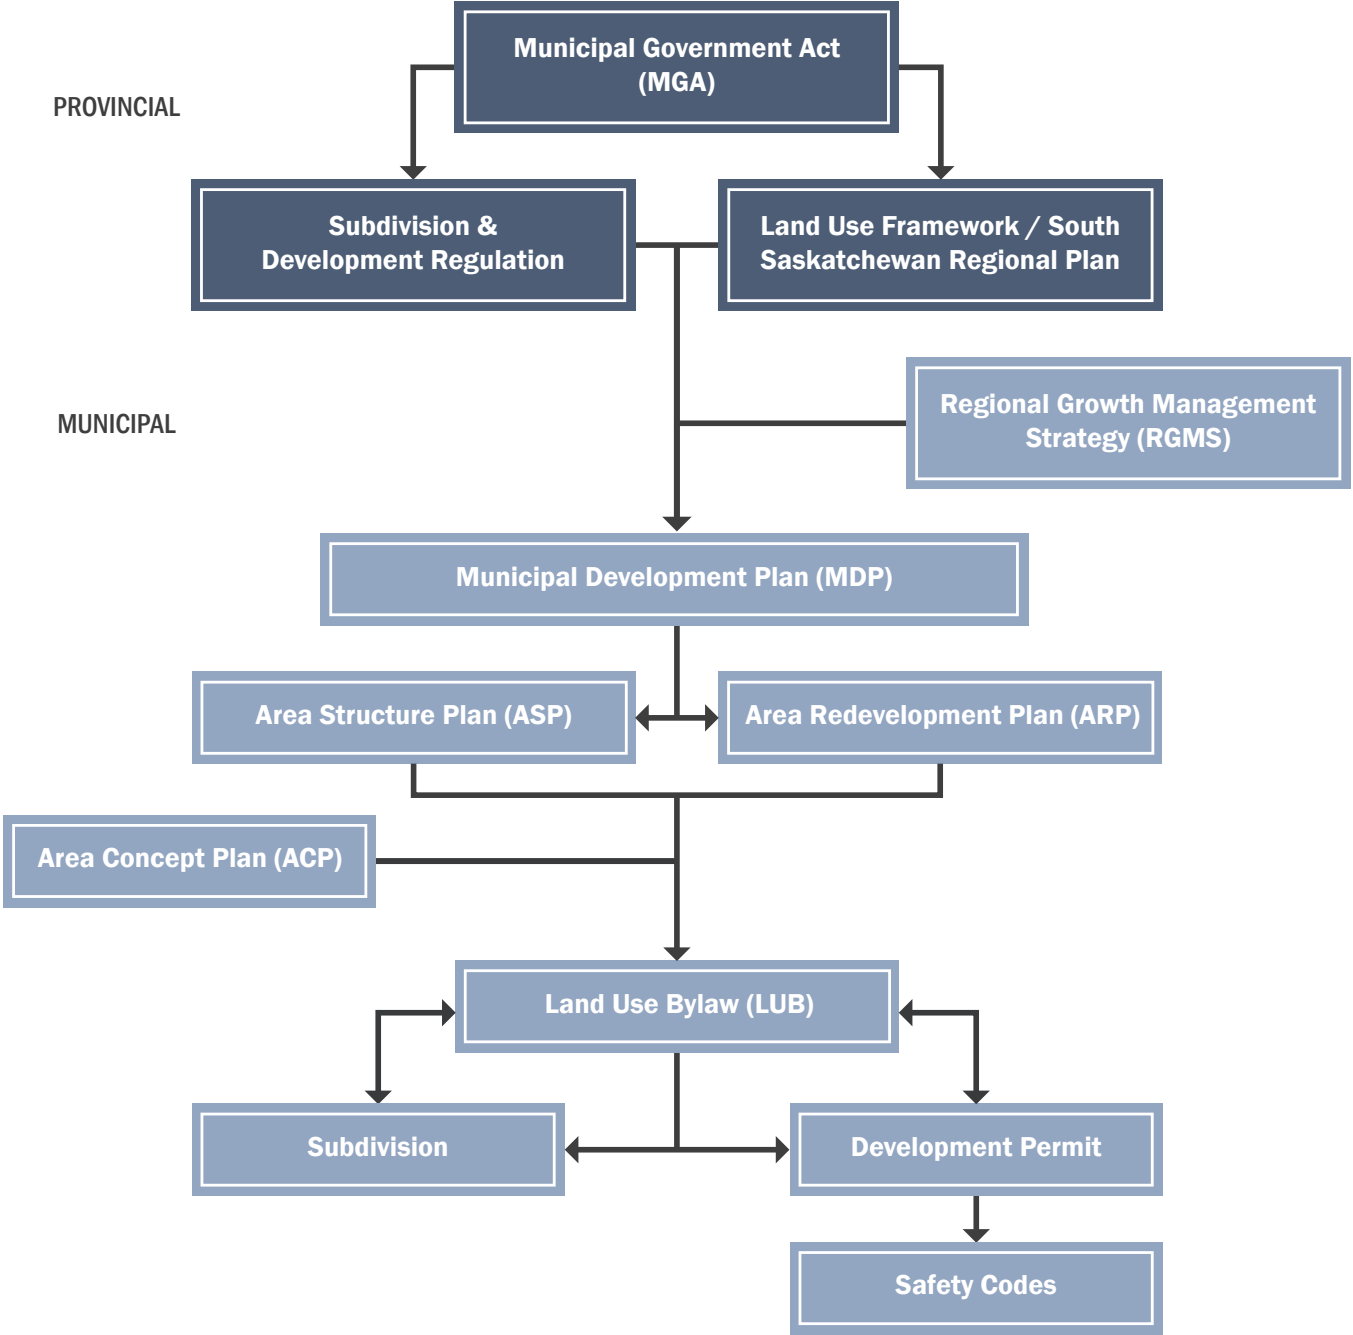 Municipal Government Act
(MGA)
PROVINCIAL
Subdivision &
Development Regulation
Land Use Framework / South
Saskatchewan Regional Plan
Regional Growth Management
Strategy (RGMS)
MUNICIPAL
Municipal Development Plan (MDP)
Area Structure Plan (ASP)
Area Redevelopment Plan (ARP)
Area Concept Plan (ACP)
Land Use Bylaw (LUB)
Subdivision
Development Permit
Safety Codes